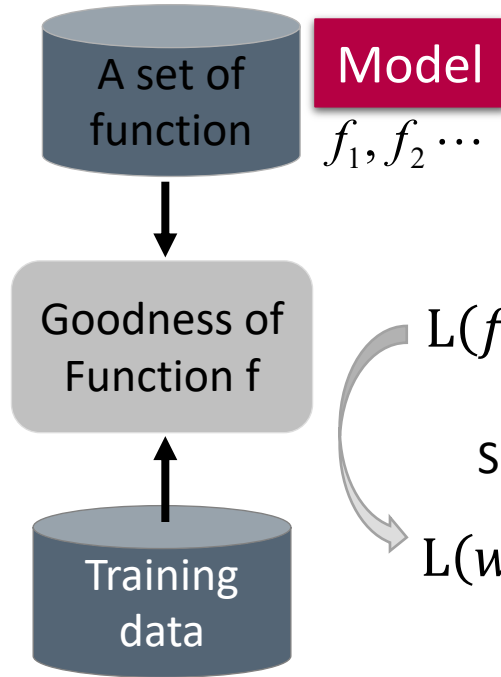 A set of
function
Model
f₁, f₂ ⋯
Goodness of
Function f
L(f
S
L(w
Training
data